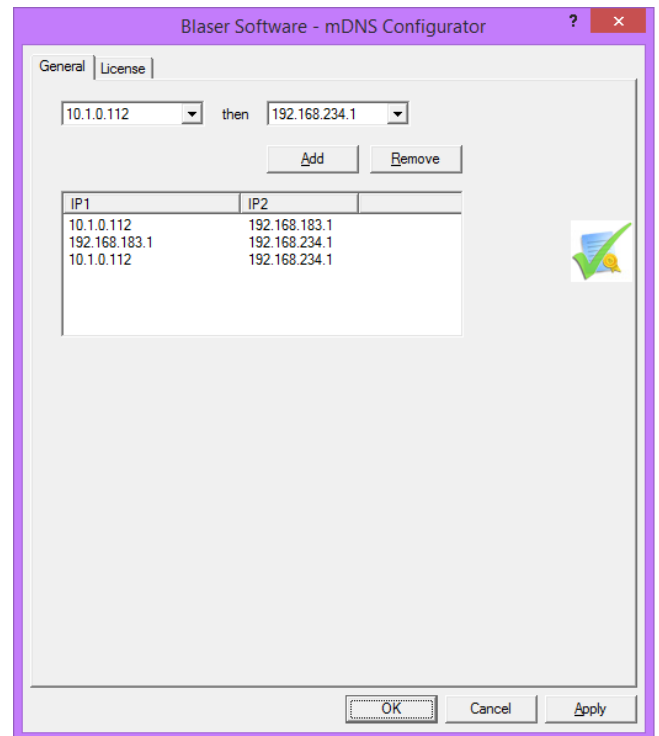 Blaser Software - mDNS Configurator ?
General License
10.1.0.112 then 192.168.234.1
Add Remove
IP1 IP2
10.1.0.112 192.168.183.1
192.168.183.1 192.168.234.1
10.1.0.112 192.168.234.1
OK Cancel Apply